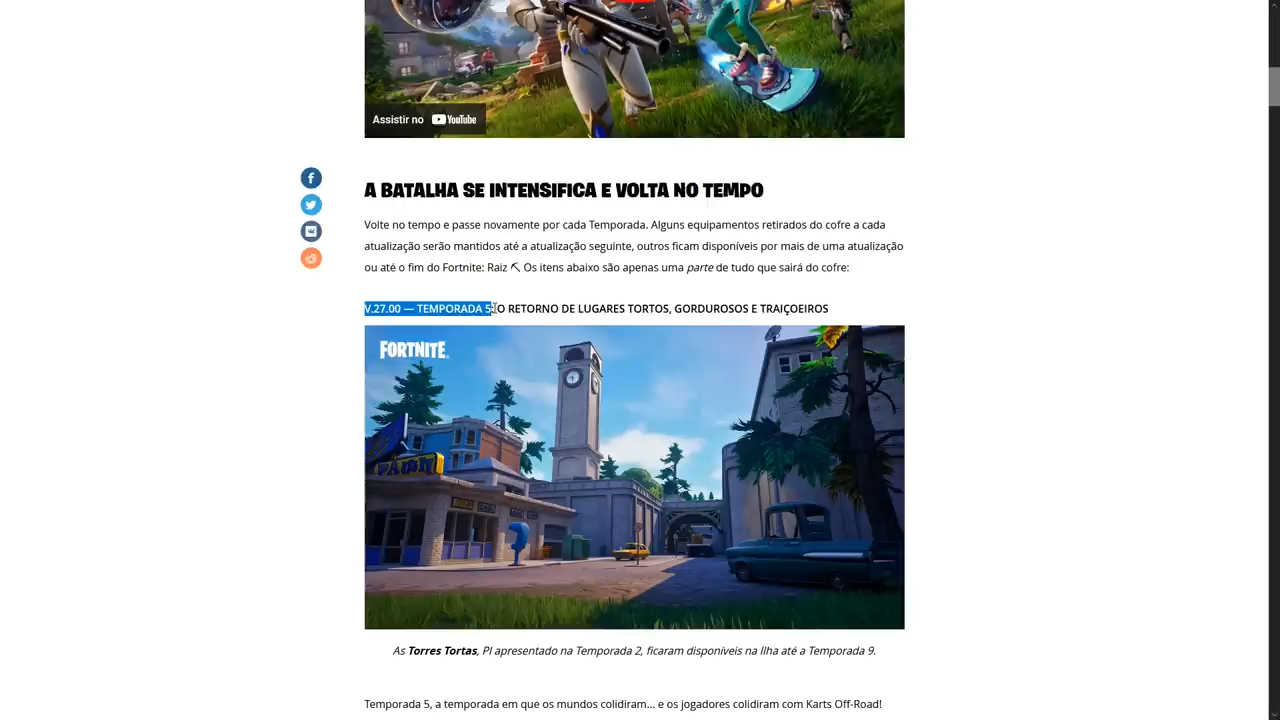 Assistir no YouTube
A BATALHA SE INTENSIFICA E VOLTA NO TEMPO
Volte no tempo e passe novamente por cada Temporada. Alguns equipamentos retirados do cofre a cada
atualização serão mantidos até a atualização seguinte, outros ficam disponíveis por mais de uma atualização
ou até o fim do Fortnite: Raiz ⛏ Os itens abaixo são apenas uma parte de tudo que sairá do cofre:
V.27.00 — TEMPORADA 5: O RETORNO DE LUGARES TORTOS, GORDUROSOS E TRAIÇOEIROS
FORTNITE
PAWN
As Torres Tortas, PI apresentado na Temporada 2, ficaram disponíveis na Ilha até a Temporada 9.
Temporada 5, a temporada em que os mundos colidiram... e os jogadores colidiram com Karts Off-Road!